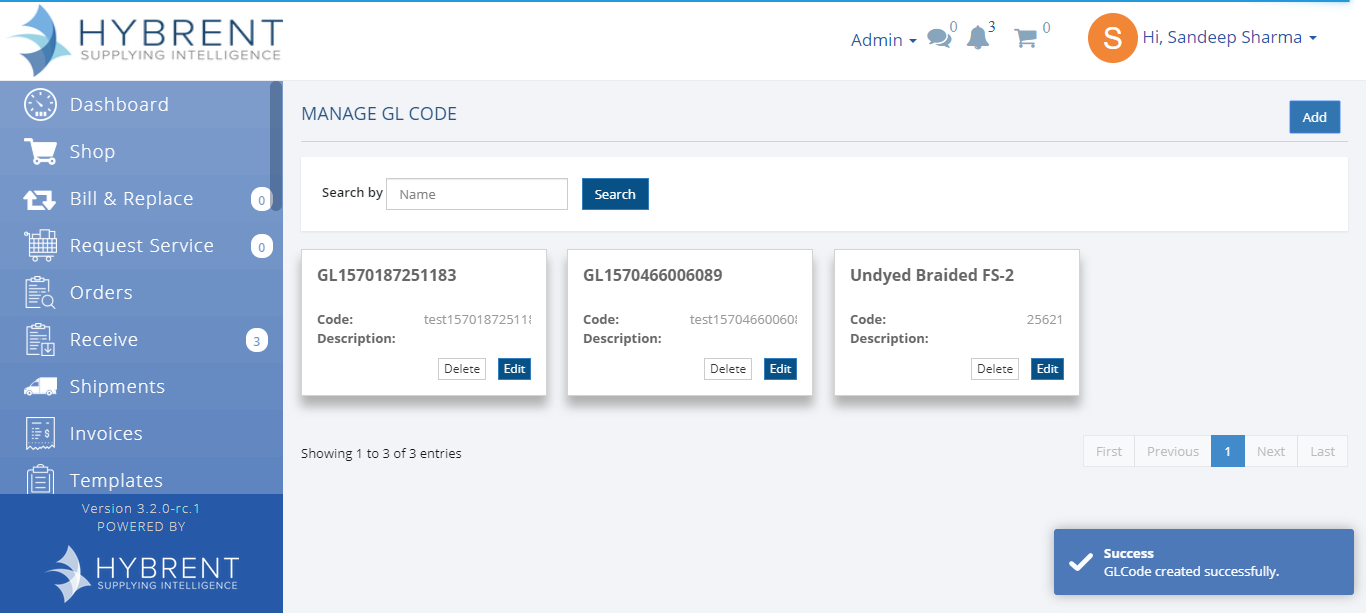 HYBRENT
SUPPLYING INTELLIGENCE
Admin
0
3
0
S
Hi, Sandeep Sharma
Dashboard
Shop
Bill & Replace 0
Request Service 0
Orders
Receive 3
Shipments
Invoices
Templates
Version 3.2.0-rc.1
POWERED BY
HYBRENT
SUPPLYING INTELLIGENCE
MANAGE GL CODE
Add
Search by Name Search
GL1570187251183
Code: test15701872511
Description:
Delete Edit
GL1570466006089
Code: test15704660060
Description:
Delete Edit
Undyed Braided FS-2
Code: 25621
Description:
Delete Edit
Showing 1 to 3 of 3 entries
First Previous 1 Next Last
Success
GLCode created successfully.